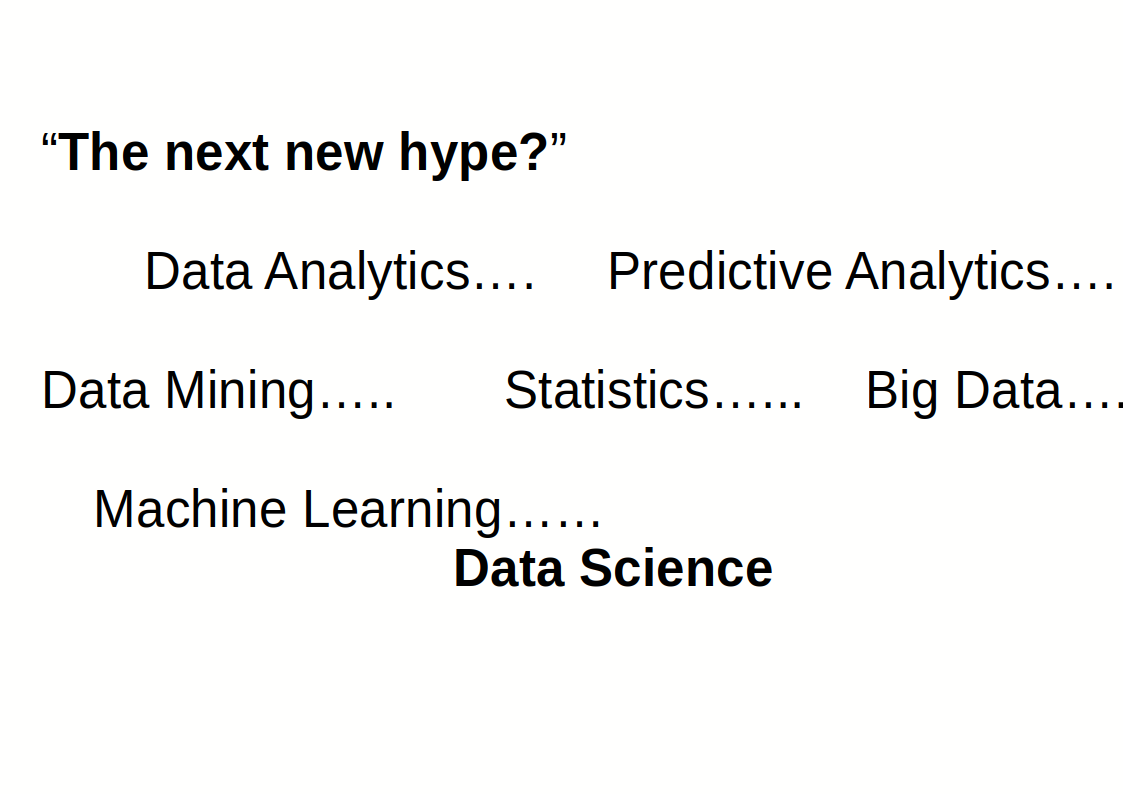 “The next new hype?”
Data Analytics…. Predictive Analytics….
Data Mining….. Statistics…... Big Data….
Machine Learning……
Data Science